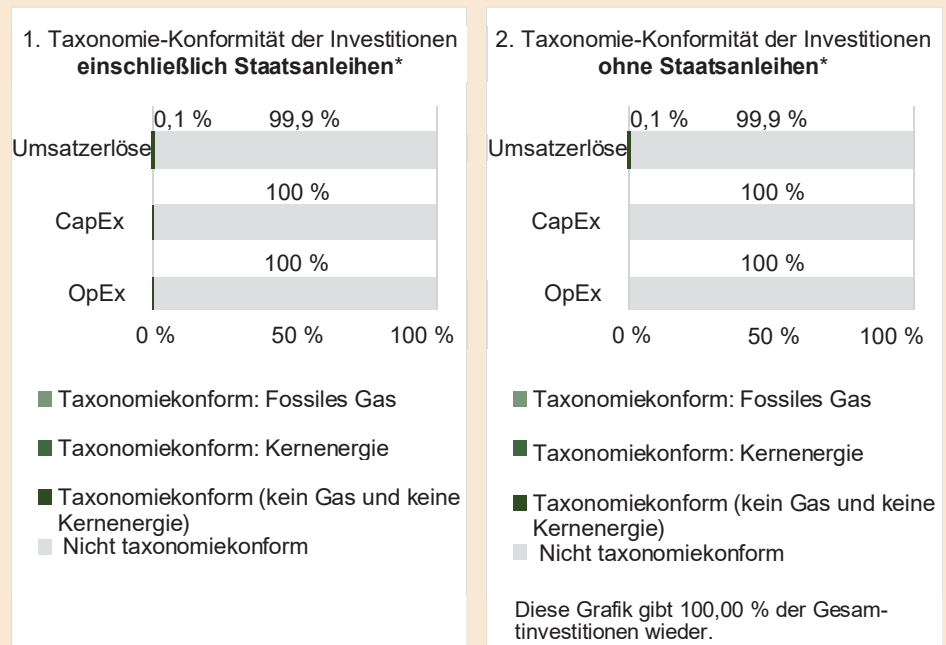 1. Taxonomie-Konformität der Investitionen
einschließlich Staatsanleihen*
0,1 % 99,9 %
Umsatzerlöse
100 %
CapEx
100 %
OpEx
0 % 50 % 100 %
Taxonomiekonform: Fossiles Gas
Taxonomiekonform: Kernenergie
Taxonomiekonform (kein Gas und keine
Kernenergie)
Nicht taxonomiekonform
2. Taxonomie-Konformität der Investitionen
ohne Staatsanleihen*
0,1 % 99,9 %
Umsatzerlöse
100 %
CapEx
100 %
OpEx
0 % 50 % 100 %
Taxonomiekonform: Fossiles Gas
Taxonomiekonform: Kernenergie
Taxonomiekonform (kein Gas und keine
Kernenergie)
Nicht taxonomiekonform
Diese Grafik gibt 100,00 % der Gesam-
tinvestitionen wieder.